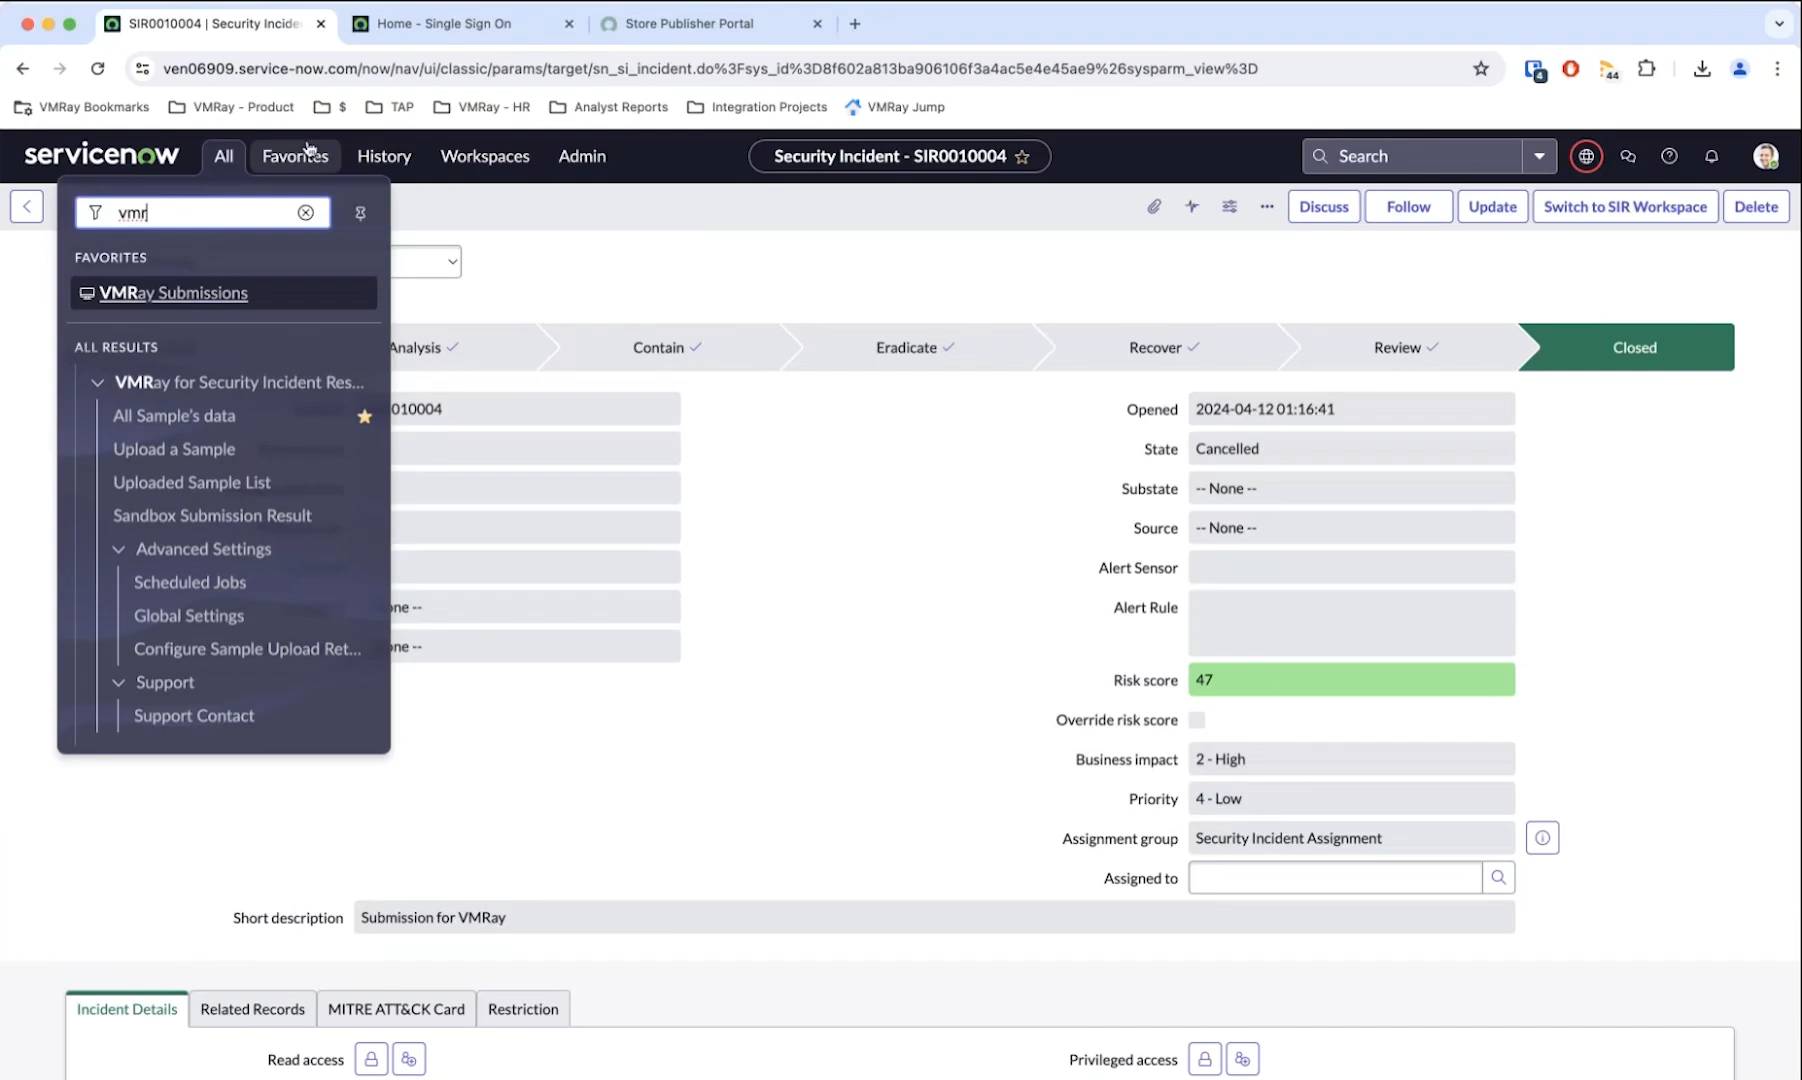 SIR0010004 | Security Incide
Home - Single Sign On
Store Publisher Portal
ven06909.service-now.com/now/nav/ui/classic/params/target/sn_si_incident.do%3Fsys_id%3D8f602a813ba906106f3a4ac5e4e45ae9%26sysparm_view%3D
4
44
VMRay Bookmarks
VMRay - Product
$
TAP
VMRay - HR
Analyst Reports
Integration Projects
VMRay Jump
servicenow
All
Favorites
History
Workspaces
Admin
Security Incident - SIR0010004
Search
vmr
Discuss
Follow
Update
Switch to SIR Workspace
Delete
FAVORITES
VMRay Submissions
ALL RESULTS
VMRay for Security Incident Res...
All Sample's data
Upload a Sample
Uploaded Sample List
Sandbox Submission Result
Advanced Settings
Scheduled Jobs
Global Settings
Configure Sample Upload Ret...
Support
Support Contact
Analysis
Contain
Eradicate
Recover
Review
Closed
010004
one --
one --
Opened 2024-04-12 01:16:41
State Cancelled
Substate -- None --
Source -- None --
Alert Sensor
Alert Rule
Risk score 47
Override risk score
Business impact 2 - High
Priority 4 - Low
Assignment group Security Incident Assignment
Assigned to
Short description Submission for VMRay
Incident Details
Related Records
MITRE ATT&CK Card
Restriction
Read access
Privileged access